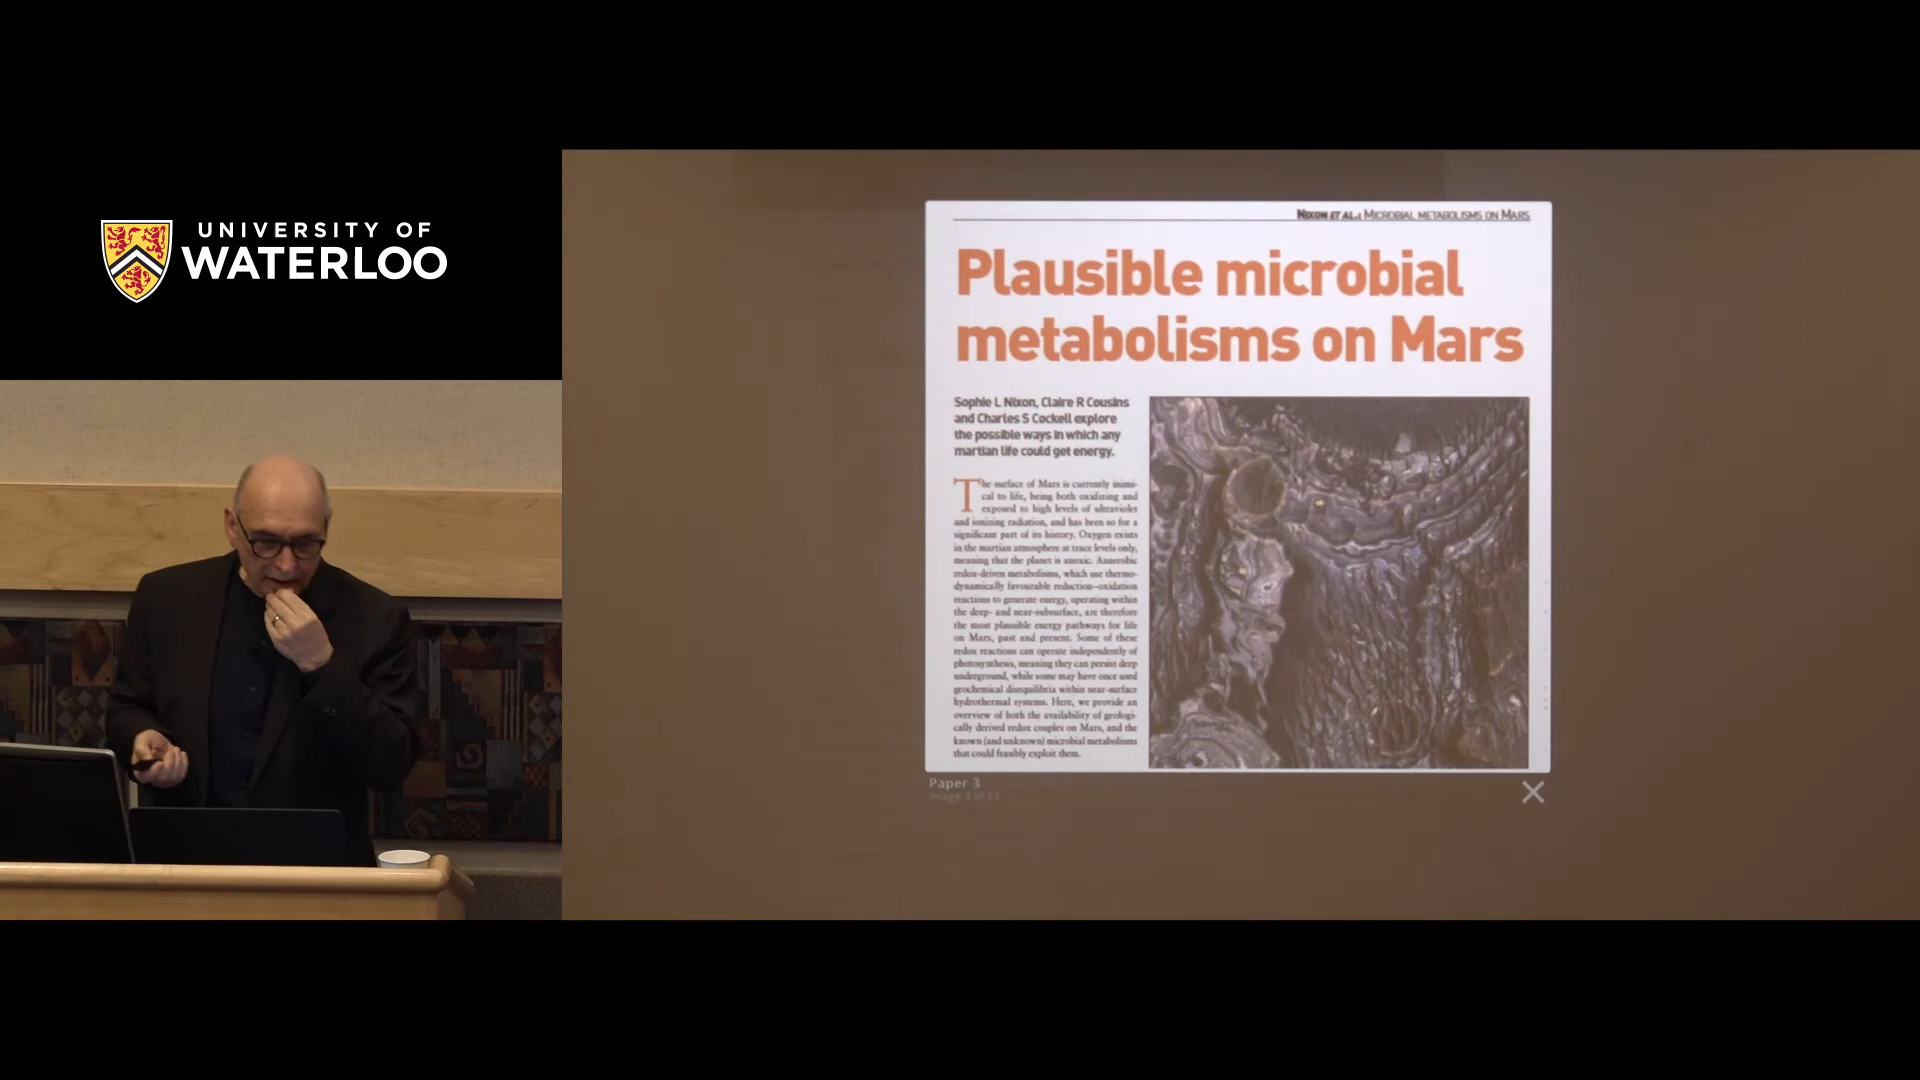 UNIVERSITY OF
WATERLOO
NIXON ET AL.: MICROBIAL METABOLISMS ON MARS
Plausible microbial
metabolisms on Mars
Sophie L Nixon, Claire R Cousins
and Charles S Cockell explore
the possible ways in which any
martian life could get energy.
The surface of Mars is currently inimi-
cal to life, being both oxidizing and
exposed to high levels of ultraviolet
and ionizing radiation, and has been so for a
significant part of its history. Oxygen exists
in the martian atmosphere at trace levels only,
meaning that the planet is anoxic. Anaerobic
redox-driven metabolisms, which use thermo-
dynamically favourable reduction–oxidation
reactions to generate energy, operating within
the deep- and near-subsurface, are therefore
the most plausible energy pathways for life
on Mars, past and present. Some of these
redox reactions can operate independently of
photosynthesis, meaning they can persist deep
underground, while some may have once used
geochemical disequilibria within near-surface
hydrothermal systems. Here, we provide an
overview of both the availability of geologi-
cally derived redox couples on Mars, and the
known (and unknown) microbial metabolisms
that could feasibly exploit them.
Paper 3
image 3 of 17